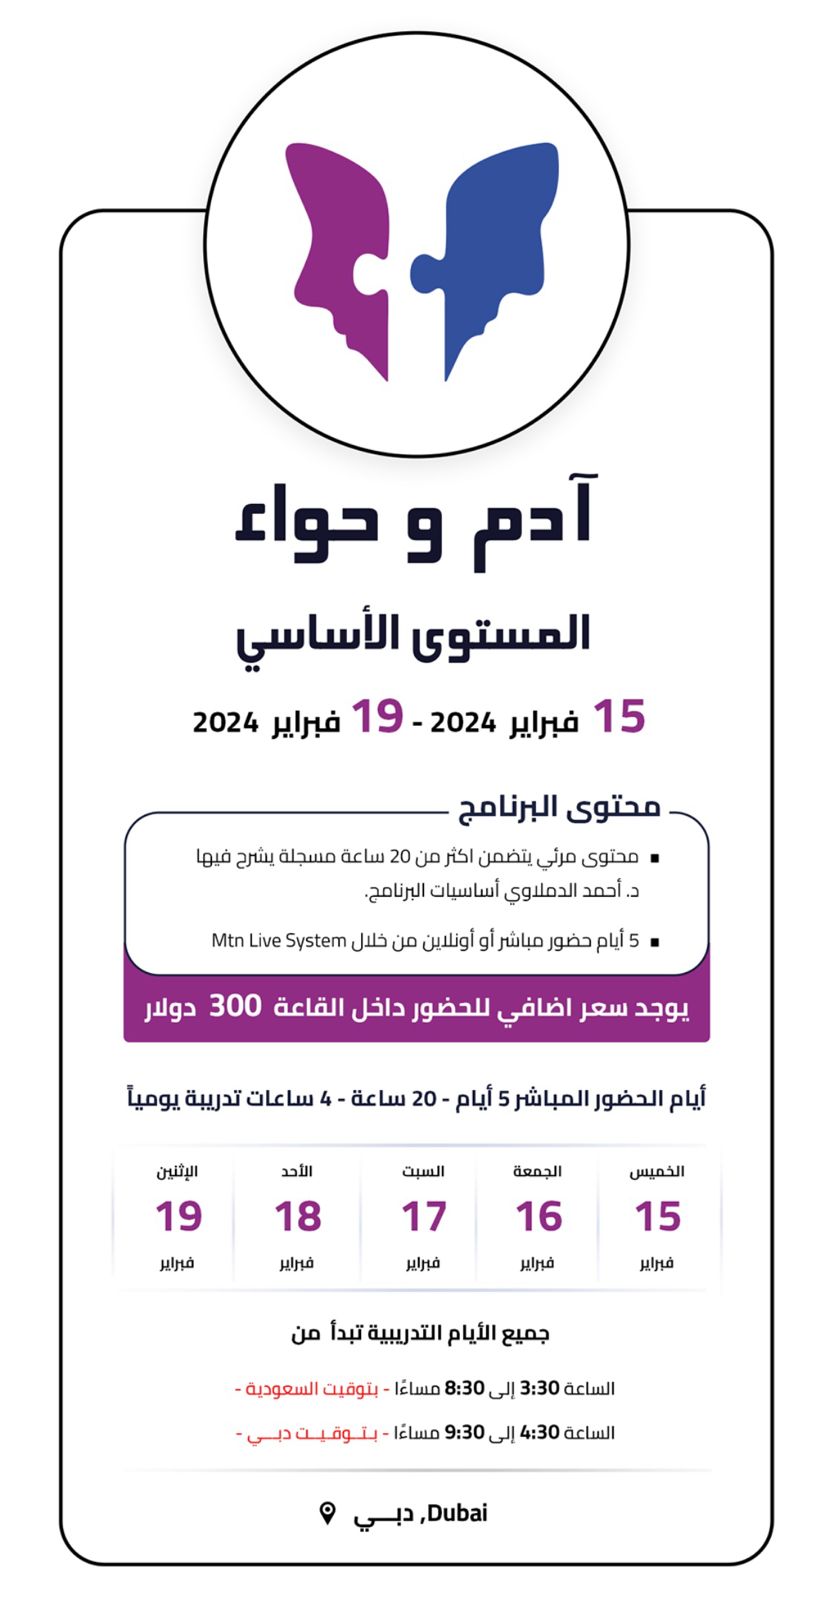 آدم و حواء
المستوى الأساسي
15 فبراير 2024 - 19 فبراير 2024
محتوى البرنامج
▪ محتوى مرئي يتضمن اكثر من 20 ساعة مسجلة يشرح فيها
د. أحمد الدملاوي أساسيات البرنامج.
▪ 5 أيام حضور مباشر أو أونلاين من خلال Mtn Live System
يوجد سعر اضافي للحضور داخل القاعة 300 دولار
أيام الحضور المباشر 5 أيام - 20 ساعة - 4 ساعات تدريبة يومياً
الخميس الجمعة السبت الأحد الإثنين
15 16 17 18 19
فبراير فبراير فبراير فبراير فبراير
جميع الأيام التدريبية تبدأ من
الساعة 3:30 إلى 8:30 مساءًا - بتوقيت السعودية -
الساعة 4:30 إلى 9:30 مساءًا - بـتــوقـيــت دبــي -
Dubai, دبـــي